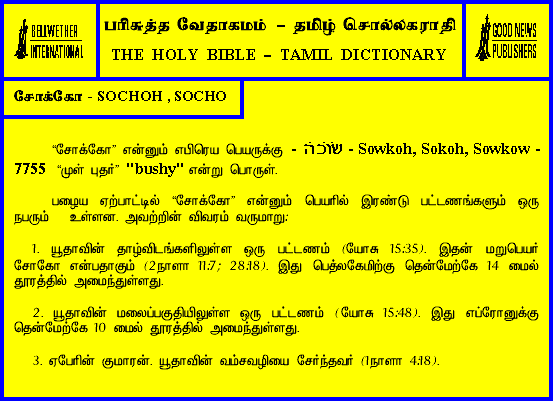 BELLWETHER
INTERNATIONAL
பரிசுத்த வேதாகமம் – தமிழ் சொல்லகராதி
THE HOLY BIBLE – TAMIL DICTIONARY
GOOD NEWS
PUBLISHERS
சோக்கோ - SOCHOH , SOCHO
“சோக்கோ” என்னும் எபிரெய பெயருக்கு - שׂוֹכֹה - Sowkoh, Sokoh, Sowkow -
7755 “முள் புதர்” "bushy" என்று பொருள்.
பழைய ஏற்பாட்டில் “சோக்கோ” என்னும் பெயரில் இரண்டு பட்டணங்களும் ஒரு
நபரும் உள்ளன. அவற்றின் விவரம் வருமாறு:
1. யூதாவின் தாழ்விடங்களிலுள்ள ஒரு பட்டணம் (யோசு 15:35). இதன் மறுபெயர்
சோகோ என்பதாகும் (2நாளா 11:7; 28:18). இது பெத்லகேமிற்கு தென்மேற்கே 14 மைல்
தூரத்தில் அமைந்துள்ளது.
2. யூதாவின் மலைப்பகுதியிலுள்ள ஒரு பட்டணம் (யோசு 15:48). இது எப்ரோனுக்கு
தென்மேற்கே 10 மைல் தூரத்தில் அமைந்துள்ளது.
3. ஏபேரின் குமாரன். யூதாவின் வம்சவழியை சேர்ந்தவர் (1நாளா 4:18).